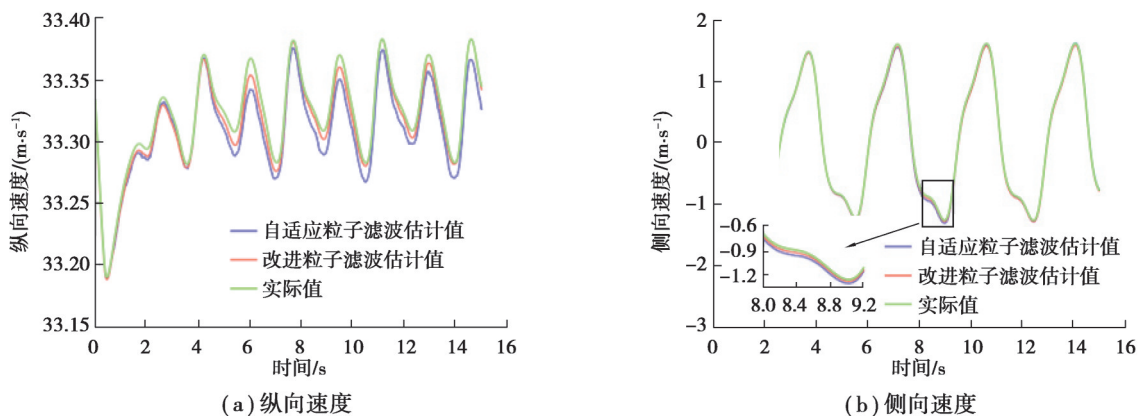 33.40
33.35
33.30
33.25
33.20
33.15
纵向速度/(m·s⁻¹)
自适应粒子滤波估计值
改进粒子滤波估计值
实际值
0 2 4 6 8 10 12 14 16
时间/s
(a)纵向速度
2
1
0
−1
−2
−3
侧向速度/(m·s⁻¹)
−0.6
−0.9
−1.2
8.0 8.4 8.8 9.2
自适应粒子滤波估计值
改进粒子滤波估计值
实际值
0 2 4 6 8 10 12 14 16
时间/s
(b)侧向速度